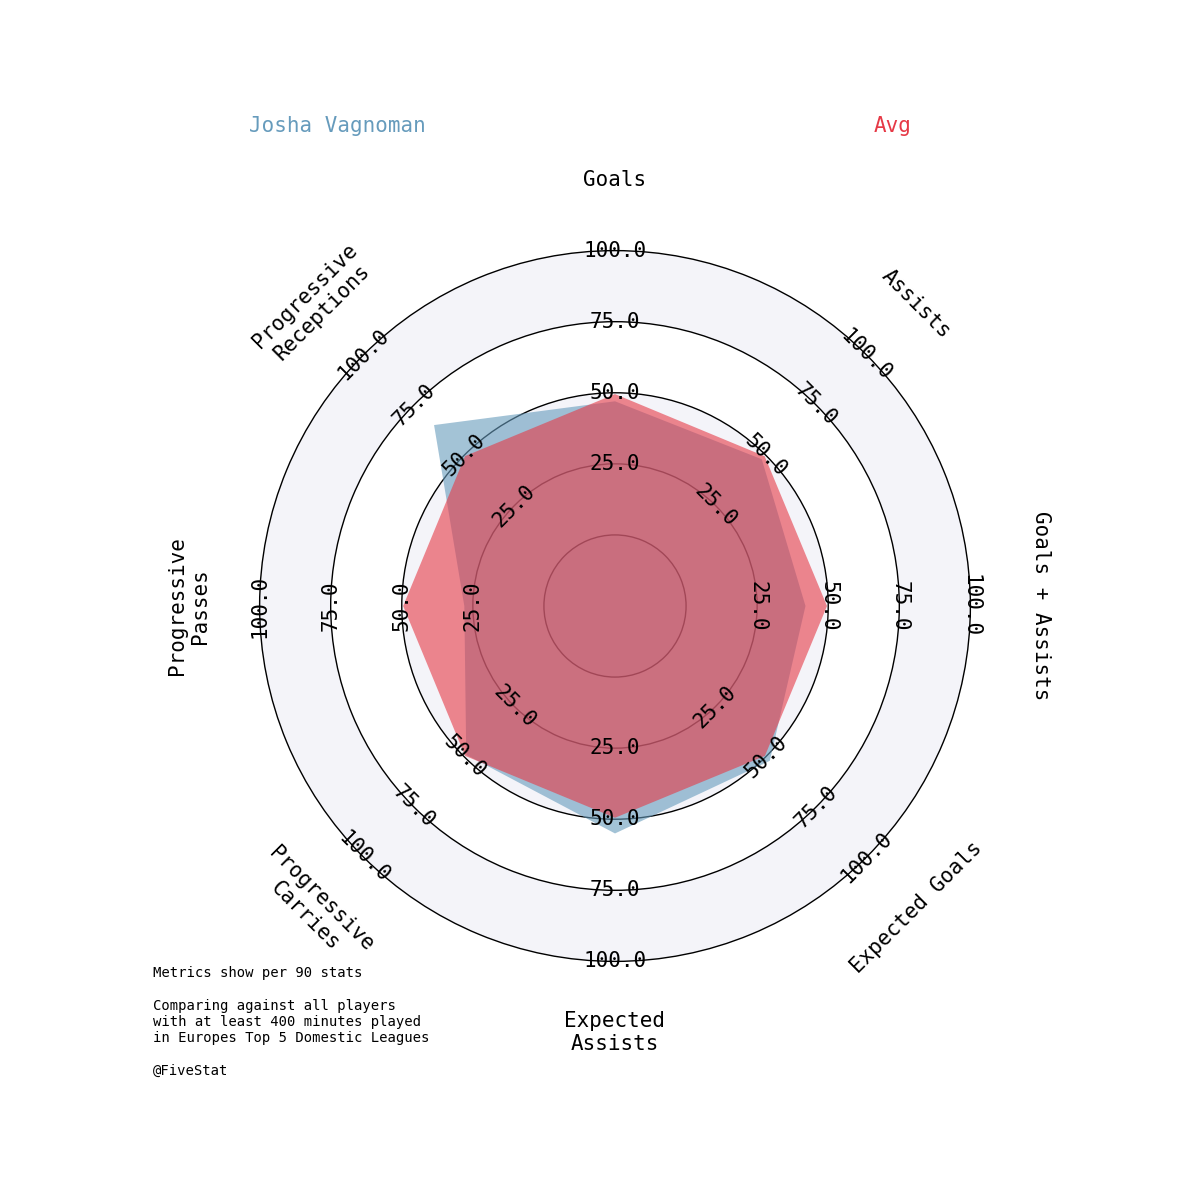 Josha Vagnoman
Avg
Goals
Assists
Goals + Assists
Expected Goals
Expected
Assists
Progressive
Carries
Progressive
Passes
Progressive
Receptions
25.0
50.0
75.0
100.0
25.0
50.0
75.0
100.0
25.0
50.0
75.0
100.0
25.0
50.0
75.0
100.0
25.0
50.0
75.0
100.0
25.0
50.0
75.0
100.0
25.0
50.0
75.0
100.0
25.0
50.0
75.0
100.0
Metrics show per 90 stats
Comparing against all players
with at least 400 minutes played
in Europes Top 5 Domestic Leagues
@FiveStat